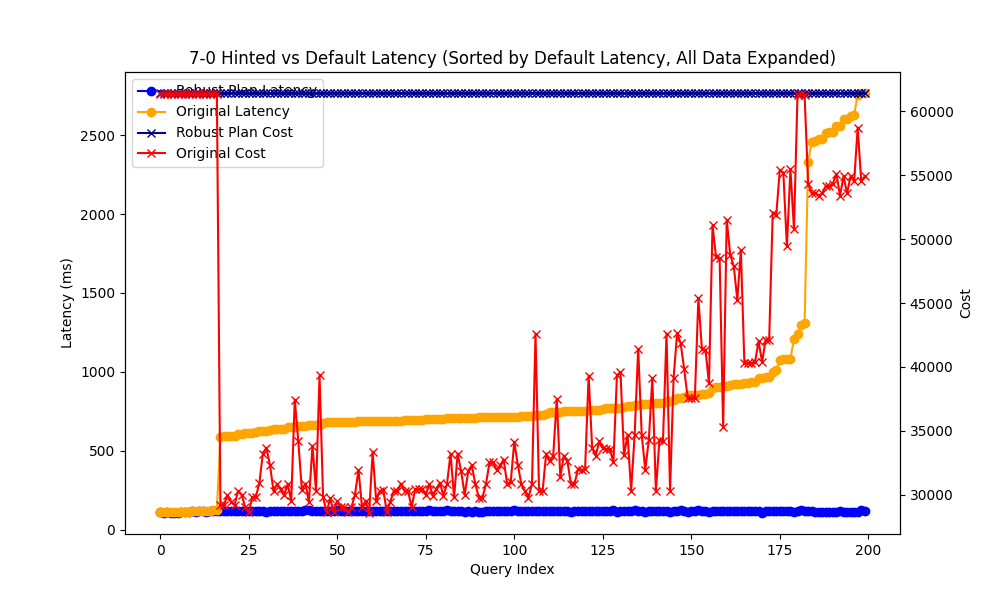 7-0 Hinted vs Default Latency (Sorted by Default Latency, All Data Expanded)
Robust Plan Latency
Original Latency
Robust Plan Cost
Original Cost
Latency (ms)
2500
2000
1500
1000
500
0
60000
55000
50000
45000
40000
35000
30000
Cost
0 25 50 75 100 125 150 175 200
Query Index